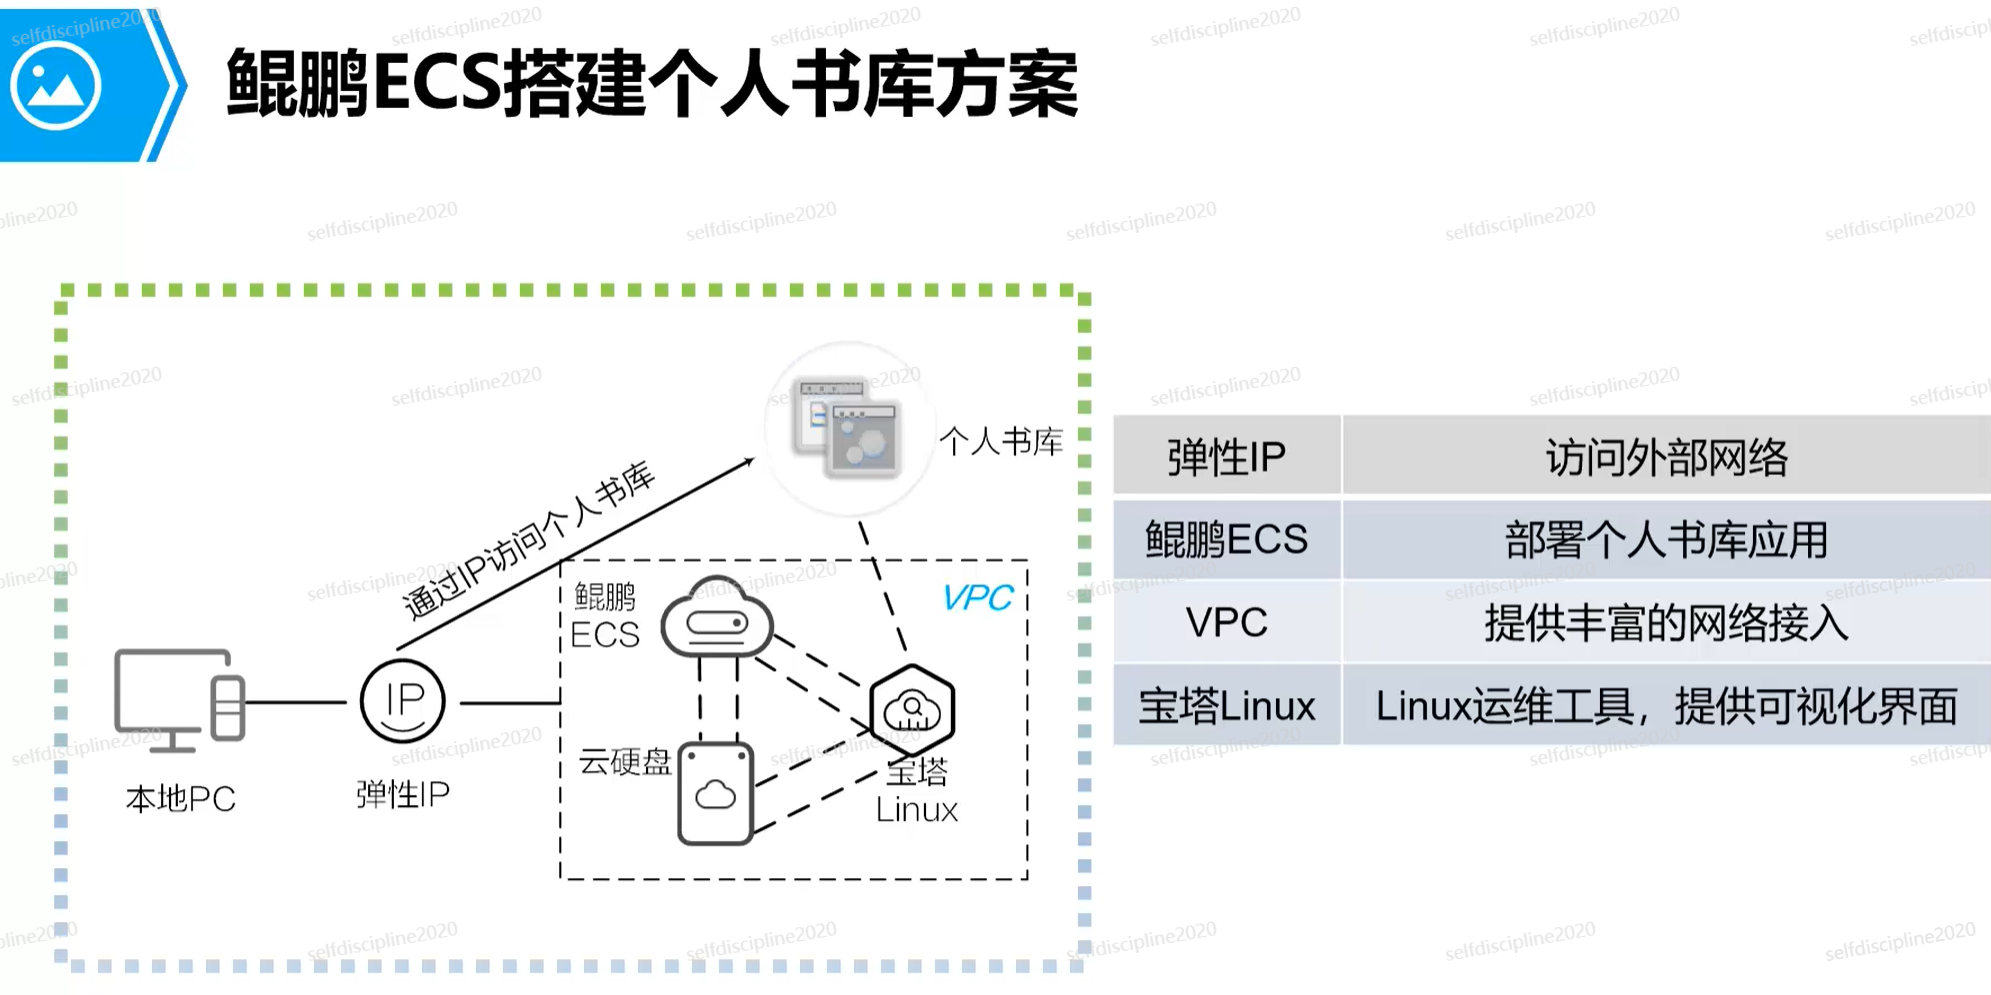 鲲鹏ECS搭建个人书库方案
个人书库
通过IP访问个人书库
鲲鹏
ECS
VPC
IP
云硬盘
宝塔
Linux
本地PC
弹性IP
弹性IP 访问外部网络
鲲鹏ECS 部署个人书库应用
VPC 提供丰富的网络接入
宝塔Linux Linux运维工具，提供可视化界面
selfdiscipline2020